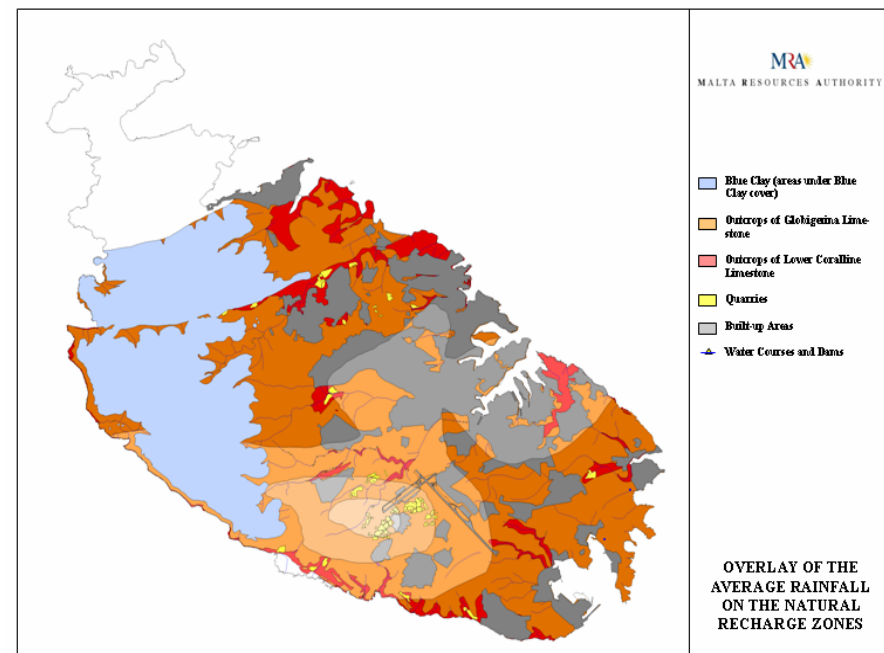 MRA
MALTA RESOURCES AUTHORITY
Blue Clay (areas under Blue
Clay cover)
Outcrops of Globigerina Lime-
stone
Outcrops of Lower Coralline
Limestone
Quarries
Built-up Areas
Water Courses and Dams
OVERLAY OF THE
AVERAGE RAINFALL
ON THE NATURAL
RECHARGE ZONES